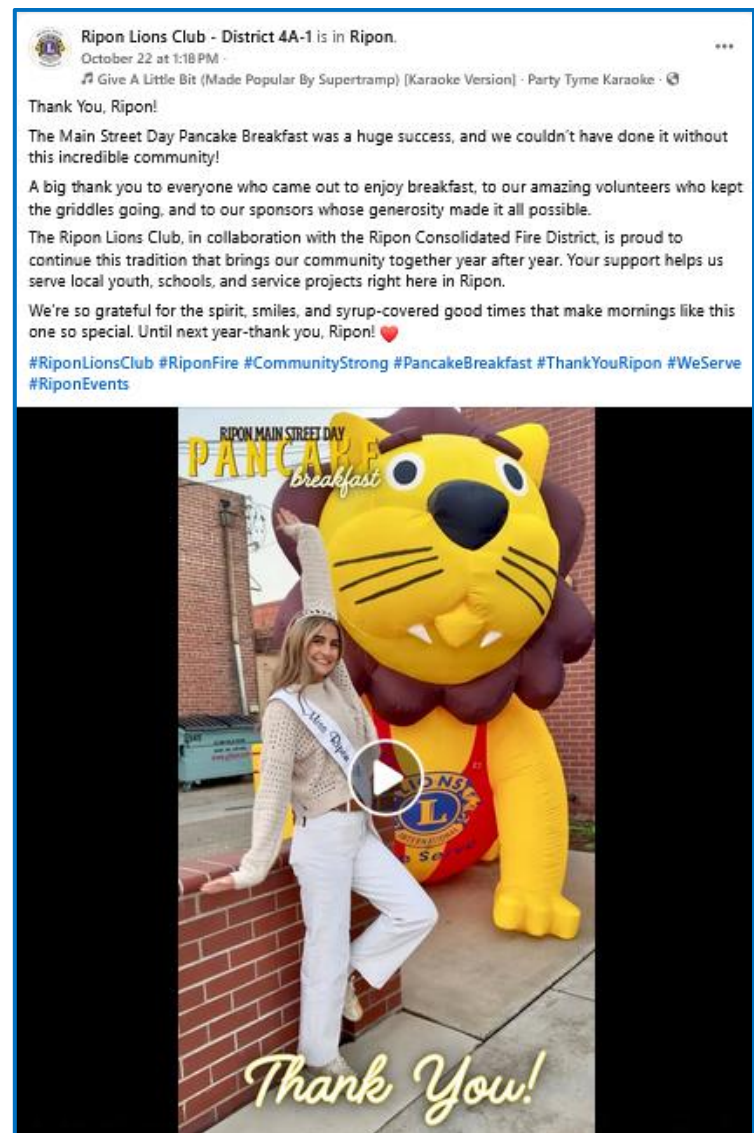 Ripon Lions Club - District 4A-1 is in Ripon.
October 22 at 1:18 PM ·
Give A Little Bit (Made Popular By Supertramp) [Karaoke Version] · Party Tyme Karaoke ·
Thank You, Ripon!
The Main Street Day Pancake Breakfast was a huge success, and we couldn't have done it without
this incredible community!
A big thank you to everyone who came out to enjoy breakfast, to our amazing volunteers who kept
the griddles going, and to our sponsors whose generosity made it all possible.
The Ripon Lions Club, in collaboration with the Ripon Consolidated Fire District, is proud to
continue this tradition that brings our community together year after year. Your support helps us
serve local youth, schools, and service projects right here in Ripon.
We're so grateful for the spirit, smiles, and syrup-covered good times that make mornings like this
one so special. Until next year-thank you, Ripon!
#RiponLionsClub #RiponFire #CommunityStrong #PancakeBreakfast #ThankYouRipon #WeServe
#RiponEvents
RIPON MAIN STREET DAY
PANCAKE
breakfast
Miss Ripon
LIONS
L
INTERNATIONAL
Serve
Thank You!